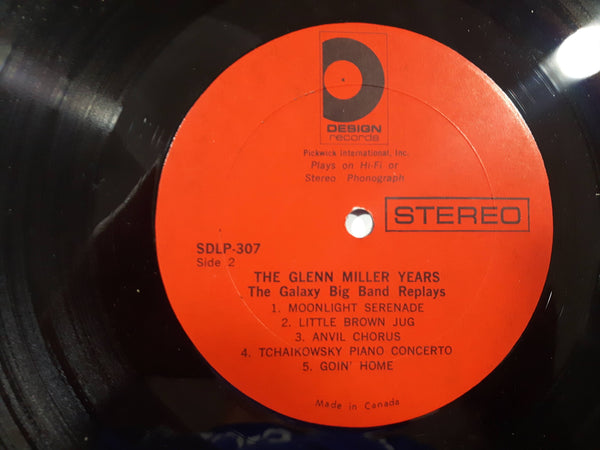 DESIGN
records
Pickwick International, Inc.
Plays on Hi-Fi or
Stereo Phonograph
STEREO
SDLP-307
Side 2
THE GLENN MILLER YEARS
The Galaxy Big Band Replays
1. MOONLIGHT SERENADE
2. LITTLE BROWN JUG
3. ANVIL CHORUS
4. TCHAIKOWSKY PIANO CONCERTO
5. GOIN' HOME
Made in Canada